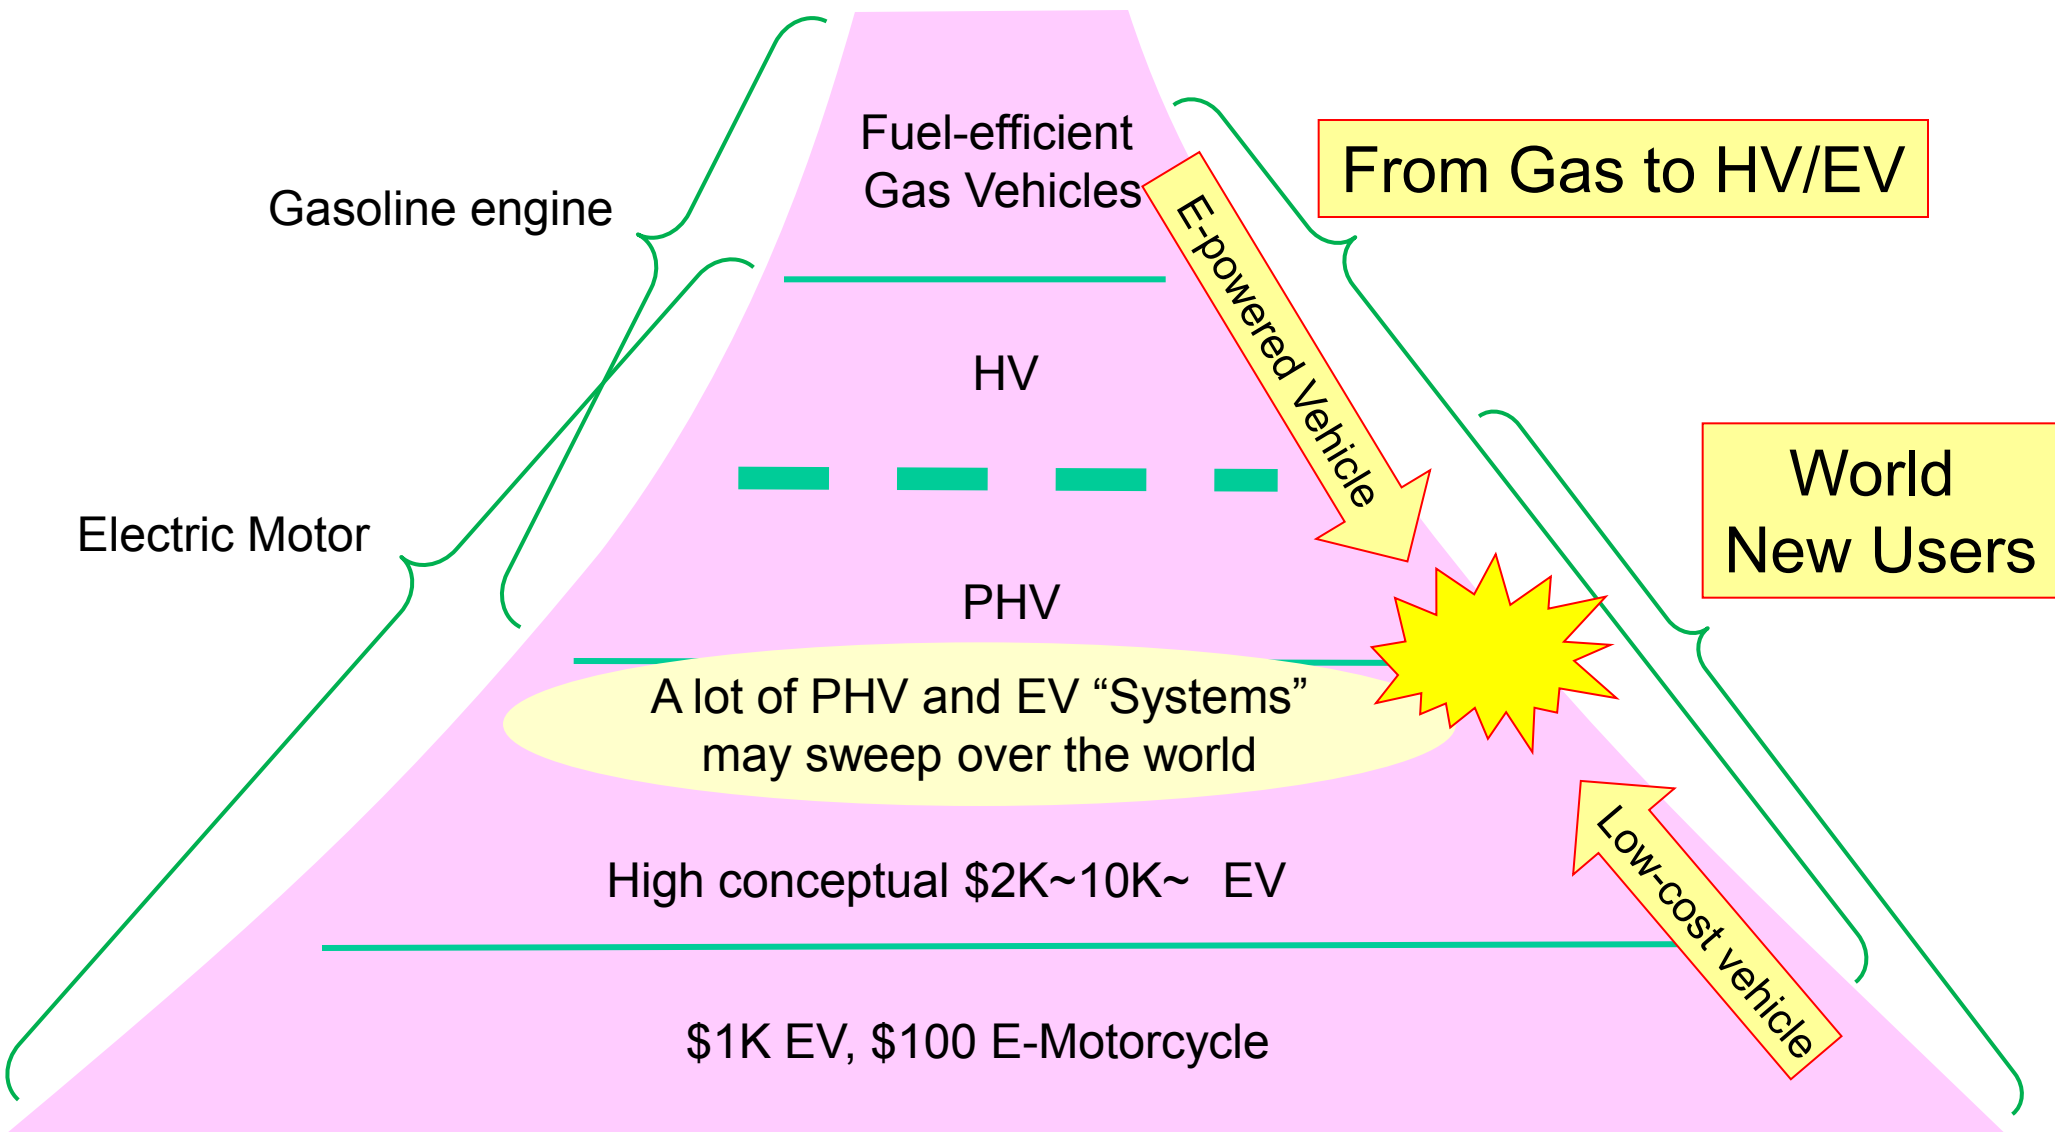 Fuel-efficient
Gas Vehicles
From Gas to HV/EV
Gasoline engine
E-powered Vehicle
HV
World
New Users
Electric Motor
PHV
A lot of PHV and EV “Systems”
may sweep over the world
High conceptual $2K~10K~ EV
Low-cost vehicle
$1K EV, $100 E-Motorcycle